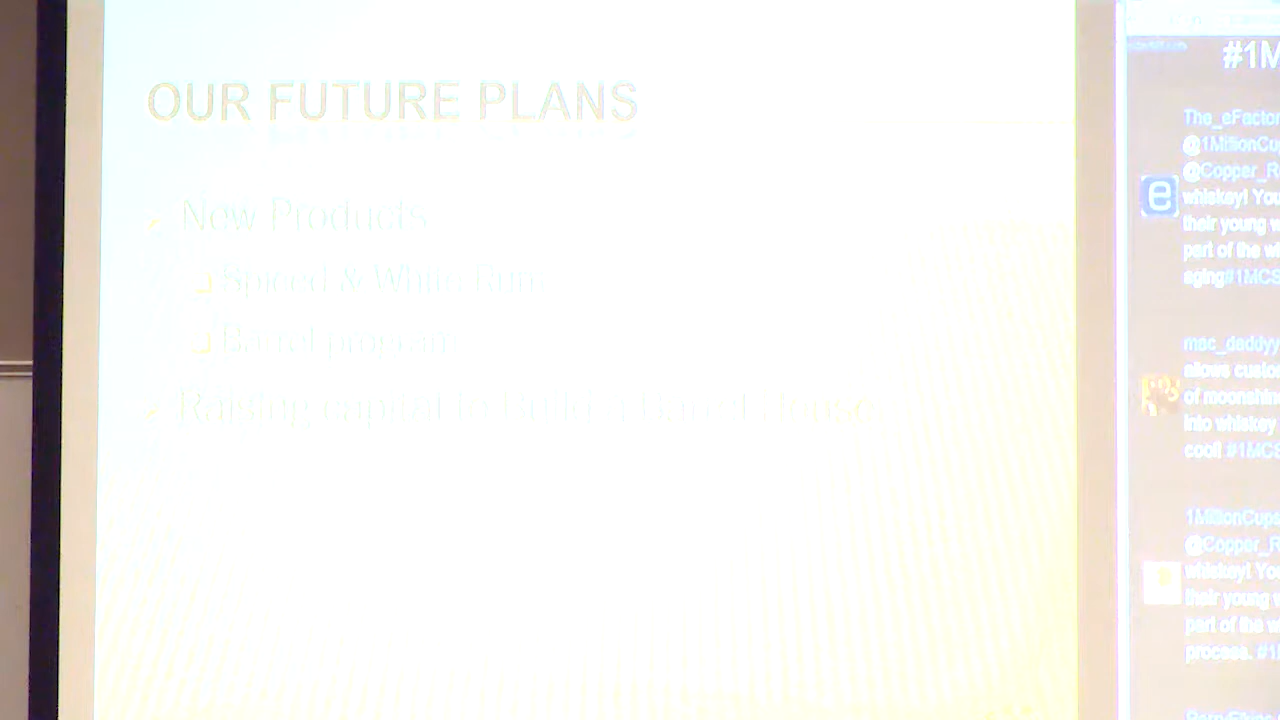 OUR FUTURE PLANS
New Products
Spiced & White Rum
Barrel program
Raising capital to Build a Barrel House
#1M
The_eFactor
@1MillionCup
@Copper_R
whiskey! You
their young w
part of the w
aging#1MCS
mac_daddyy
allows custo
of moonshin
into whiskey
cool! #1MCS
1MillionCups
@Copper_R
whiskey! You
their young w
part of the w
process. #1